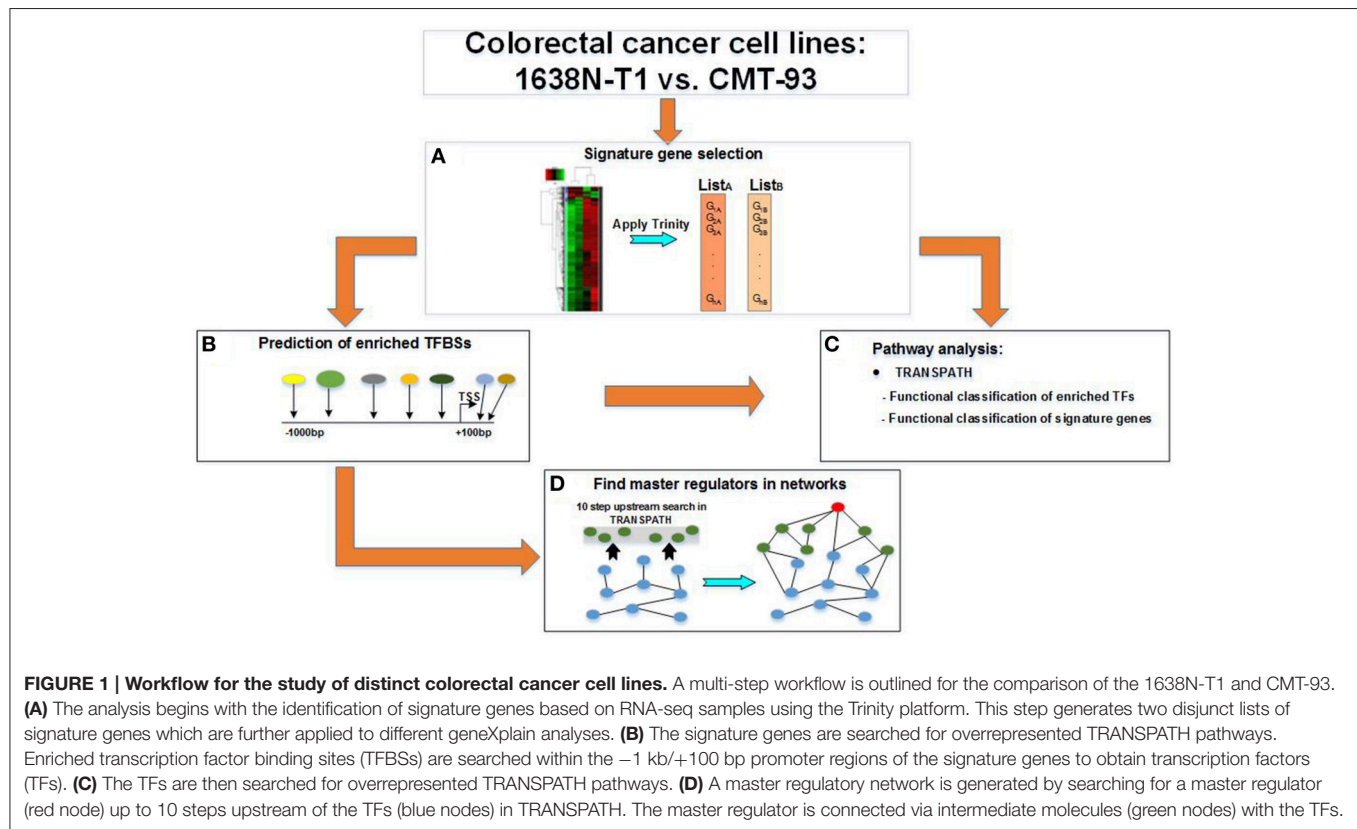 Colorectal cancer cell lines:
1638N-T1 vs. CMT-93
A
Signature gene selection
ListA ListB
Apply Trinity
G1A G1B
G2A G2B
G3A G3B
. .
. .
. .
. .
GnA GnB
B
Prediction of enriched TFBSs
TSS
-1000bp +100bp
C
Pathway analysis:
• TRANSPATH
- Functional classification of enriched TFs
- Functional classification of signature genes
D
Find master regulators in networks
10 step upstream search in
TRANSPATH
FIGURE 1 | Workflow for the study of distinct colorectal cancer cell lines. A multi-step workflow is outlined for the comparison of the 1638N-T1 and CMT-93.
(A) The analysis begins with the identification of signature genes based on RNA-seq samples using the Trinity platform. This step generates two disjunct lists of
signature genes which are further applied to different geneXplain analyses. (B) The signature genes are searched for overrepresented TRANSPATH pathways.
Enriched transcription factor binding sites (TFBSs) are searched within the −1 kb/+100 bp promoter regions of the signature genes to obtain transcription factors
(TFs). (C) The TFs are then searched for overrepresented TRANSPATH pathways. (D) A master regulatory network is generated by searching for a master regulator
(red node) up to 10 steps upstream of the TFs (blue nodes) in TRANSPATH. The master regulator is connected via intermediate molecules (green nodes) with the TFs.